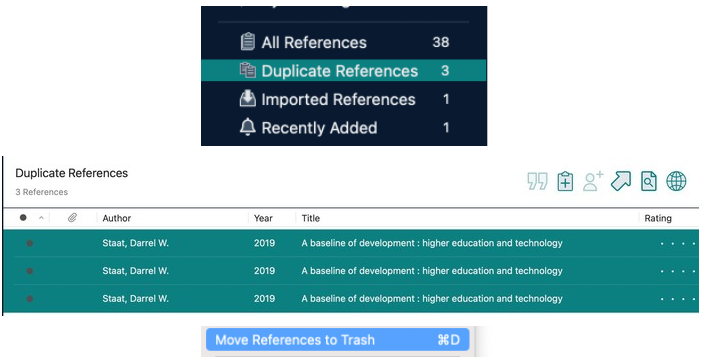 All References 38
Duplicate References 3
Imported References 1
Recently Added 1
Duplicate References
3 References
Author Year Title Rating
Staat, Darrel W. 2019 A baseline of development : higher education and technology
Staat, Darrel W. 2019 A baseline of development : higher education and technology
Staat, Darrel W. 2019 A baseline of development : higher education and technology
Move References to Trash ⌘D